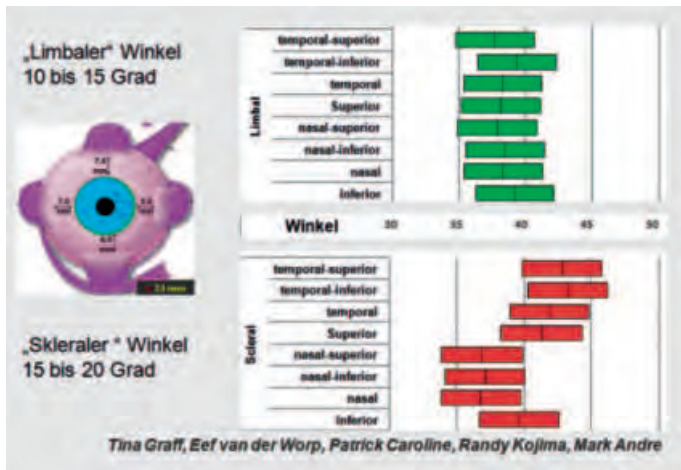 „Limbaler“ Winkel
10 bis 15 Grad
Limbal
temporal-superior
temporal-inferior
temporal
Superior
nasal-superior
nasal-inferior
nasal
Inferior
Winkel
30 35 40 45 50
„Skleraler “ Winkel
15 bis 20 Grad
Scleral
temporal-superior
temporal-inferior
temporal
Superior
nasal-superior
nasal-inferior
nasal
Inferior
Tina Graff, Eef van der Worp, Patrick Caroline, Randy Kojima, Mark Andre